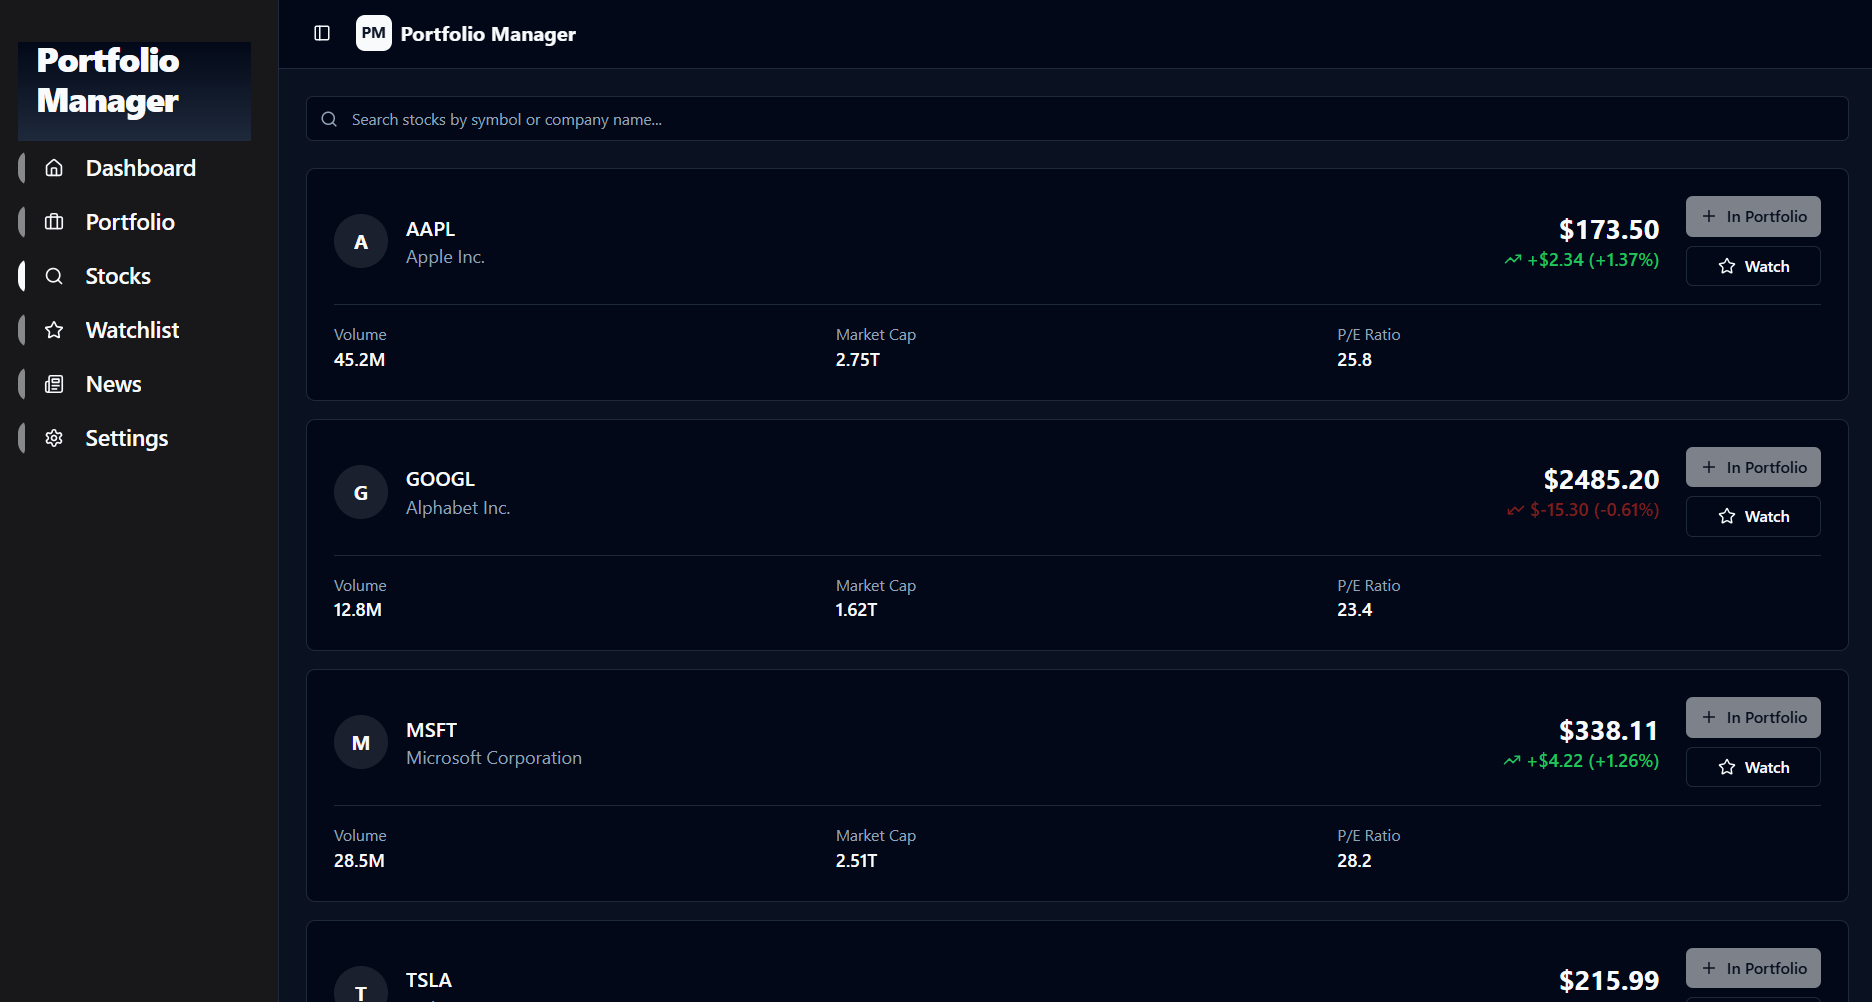 Portfolio
Manager
Dashboard
Portfolio
Stocks
Watchlist
News
Settings
PM Portfolio Manager
Search stocks by symbol or company name...
A
AAPL
Apple Inc.
$173.50
+$2.34 (+1.37%)
In Portfolio
Watch
Volume
45.2M
Market Cap
2.75T
P/E Ratio
25.8
G
GOOGL
Alphabet Inc.
$2485.20
$-15.30 (-0.61%)
In Portfolio
Watch
Volume
12.8M
Market Cap
1.62T
P/E Ratio
23.4
M
MSFT
Microsoft Corporation
$338.11
+$4.22 (+1.26%)
In Portfolio
Watch
Volume
28.5M
Market Cap
2.51T
P/E Ratio
28.2
T
TSLA
$215.99
In Portfolio